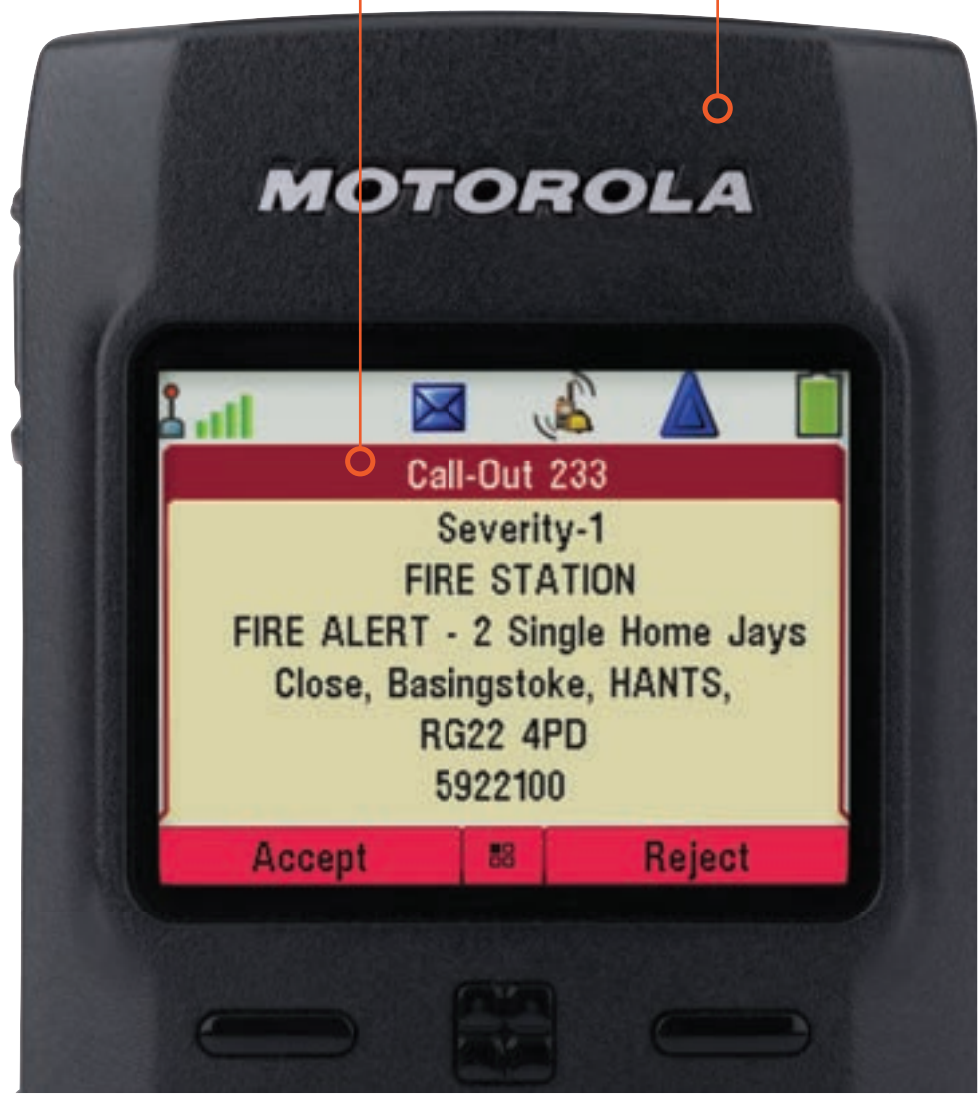 MOTOROLA
Call-Out 233
Severity-1
FIRE STATION
FIRE ALERT - 2 Single Home Jays
Close, Basingstoke, HANTS,
RG22 4PD
5922100
Accept Reject